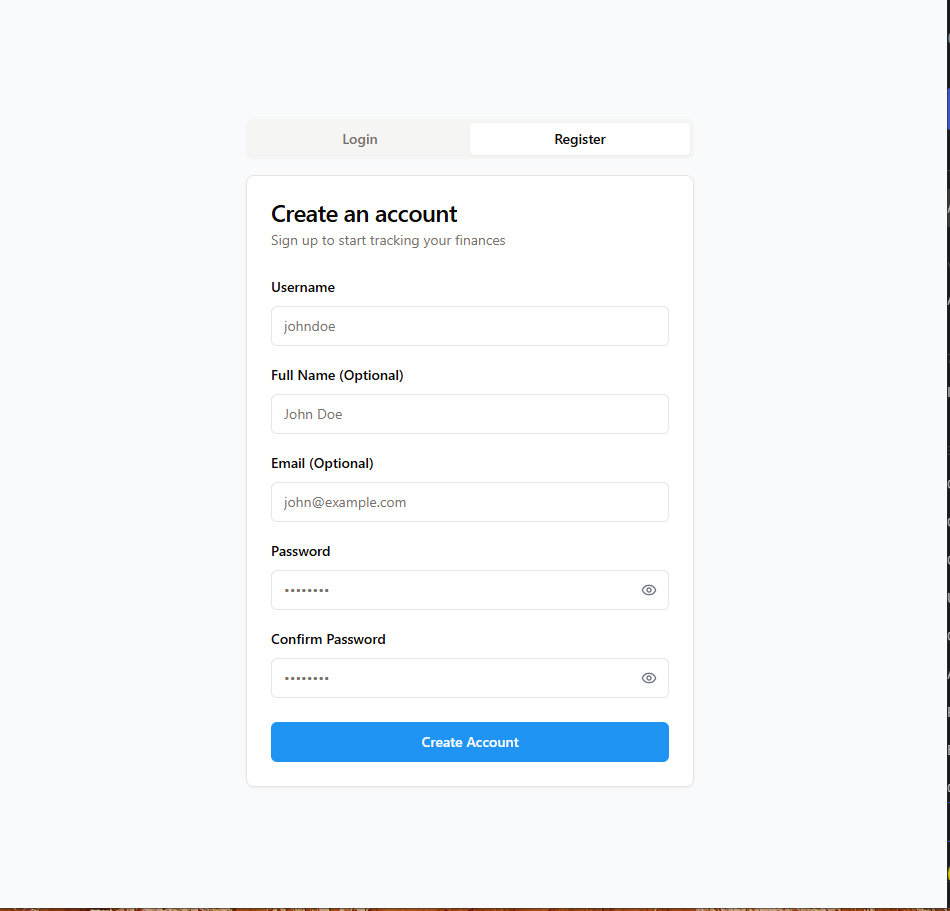 Login
Register
Create an account
Sign up to start tracking your finances
Username
johndoe
Full Name (Optional)
John Doe
Email (Optional)
john@example.com
Password
••••••••
Confirm Password
••••••••
Create Account